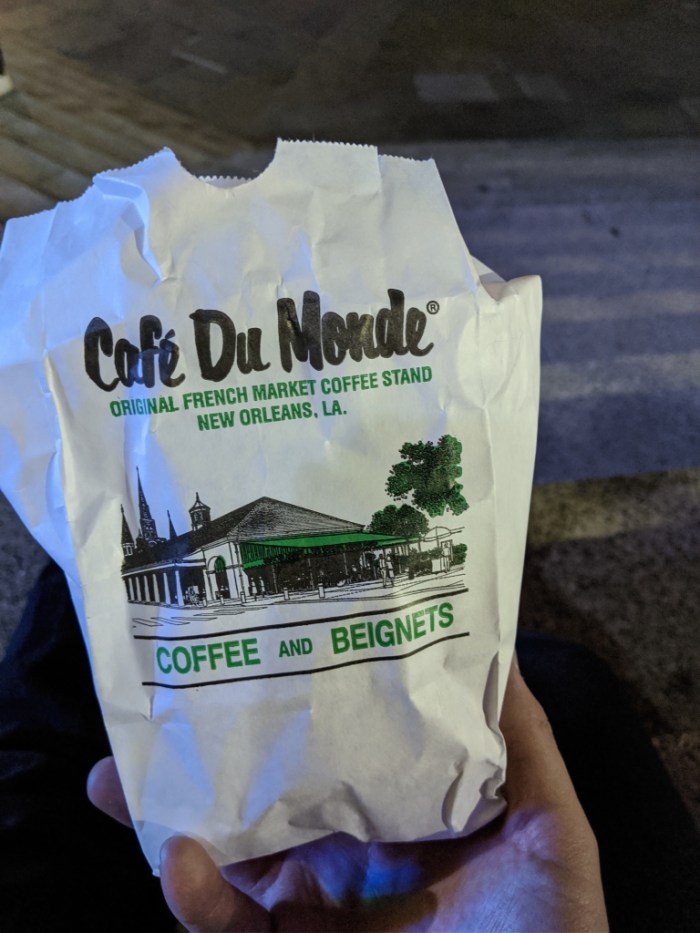 Café Du Monde®
ORIGINAL FRENCH MARKET COFFEE STAND
NEW ORLEANS, LA.
COFFEE AND BEIGNETS